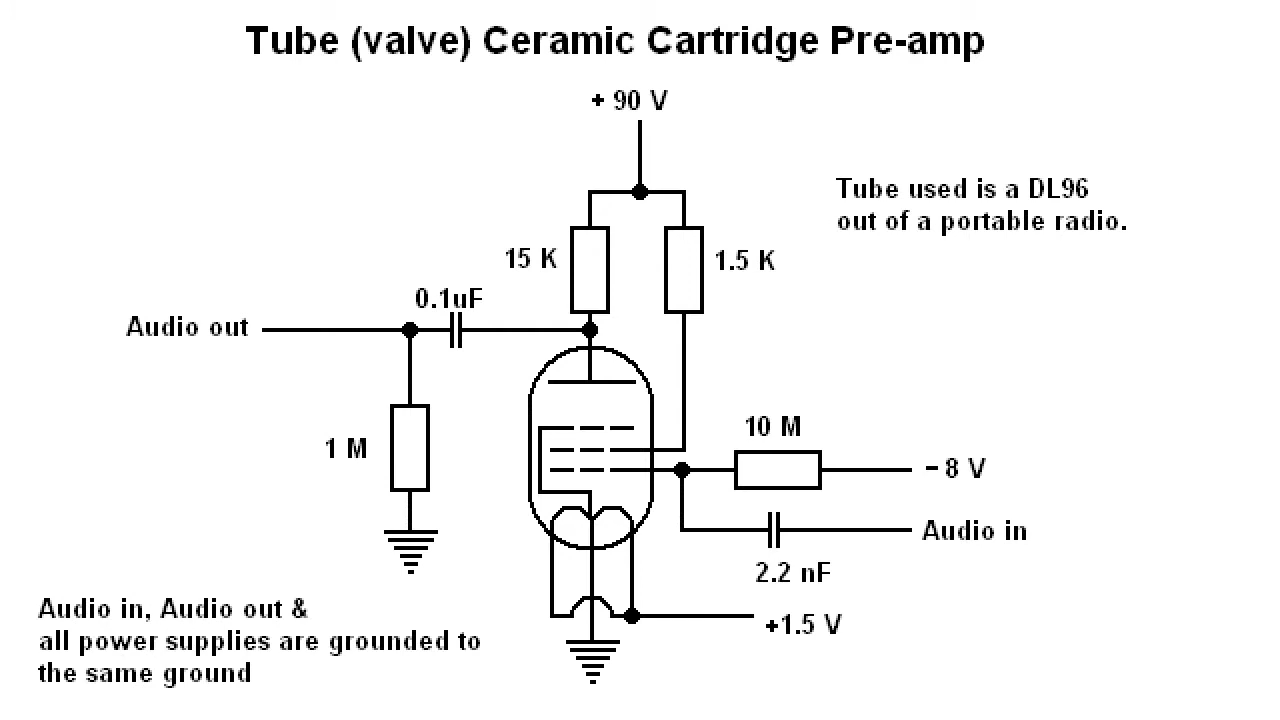 Tube (valve) Ceramic Cartridge Pre-amp
+ 90 V
Tube used is a DL96
out of a portable radio.
15 K
1.5 K
0.1uF
Audio out
10 M
1 M
- 8 V
Audio in
2.2 nF
+1.5 V
Audio in, Audio out &
all power supplies are grounded to
the same ground